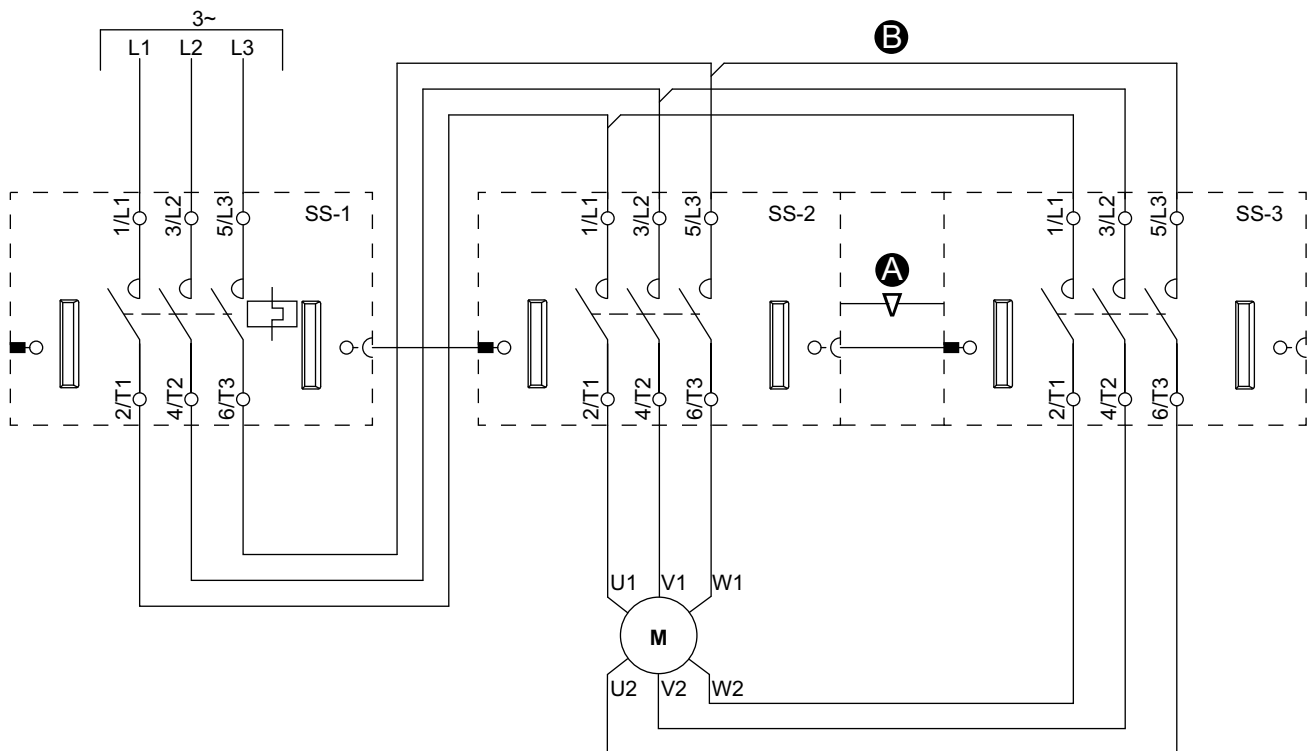 3~
L1 L2 L3
B
1/L1 3/L2 5/L3 SS-1
1/L1 3/L2 5/L3 SS-2
1/L1 3/L2 5/L3 SS-3
A
2/T1 4/T2 6/T3
2/T1 4/T2 6/T3
2/T1 4/T2 6/T3
U1 V1 W1
M
U2 V2 W2